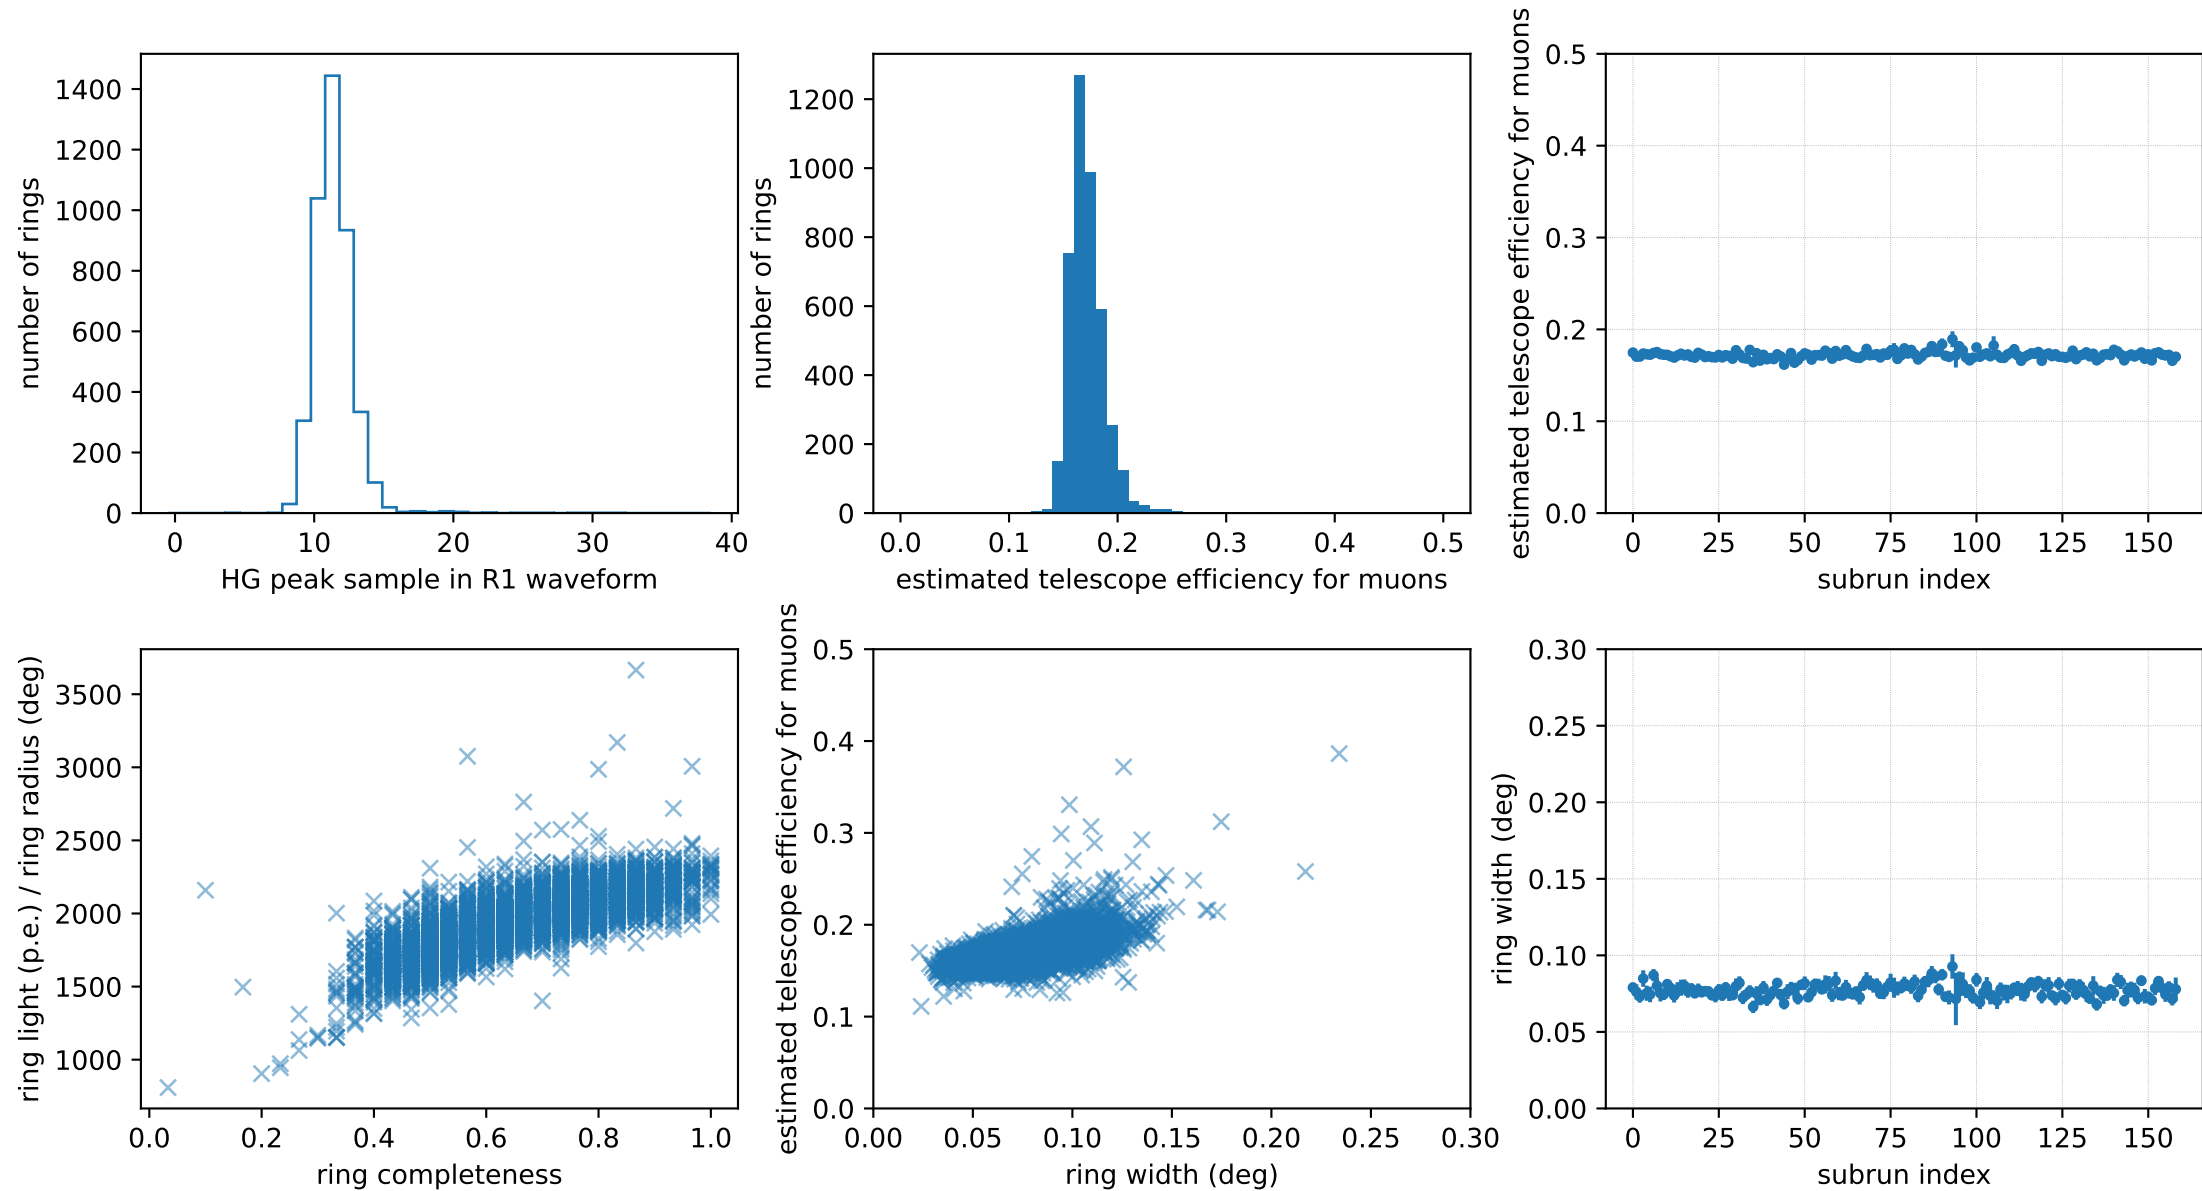 number of rings
1400
1200
1000
800
600
400
200
0
0 10 20 30 40
HG peak sample in R1 waveform
number of rings
1200
1000
800
600
400
200
0
0.0 0.1 0.2 0.3 0.4 0.5
estimated telescope efficiency for muons
estimated telescope efficiency for muons
0.5
0.4
0.3
0.2
0.1
0.0
0 25 50 75 100 125 150
subrun index
ring light (p.e.) / ring radius (deg)
3500
3000
2500
2000
1500
1000
0.0 0.2 0.4 0.6 0.8 1.0
ring completeness
estimated telescope efficiency for muons
0.5
0.4
0.3
0.2
0.1
0.0
0.00 0.05 0.10 0.15 0.20 0.25 0.30
ring width (deg)
ring width (deg)
0.30
0.25
0.20
0.15
0.10
0.05
0.00
0 25 50 75 100 125 150
subrun index